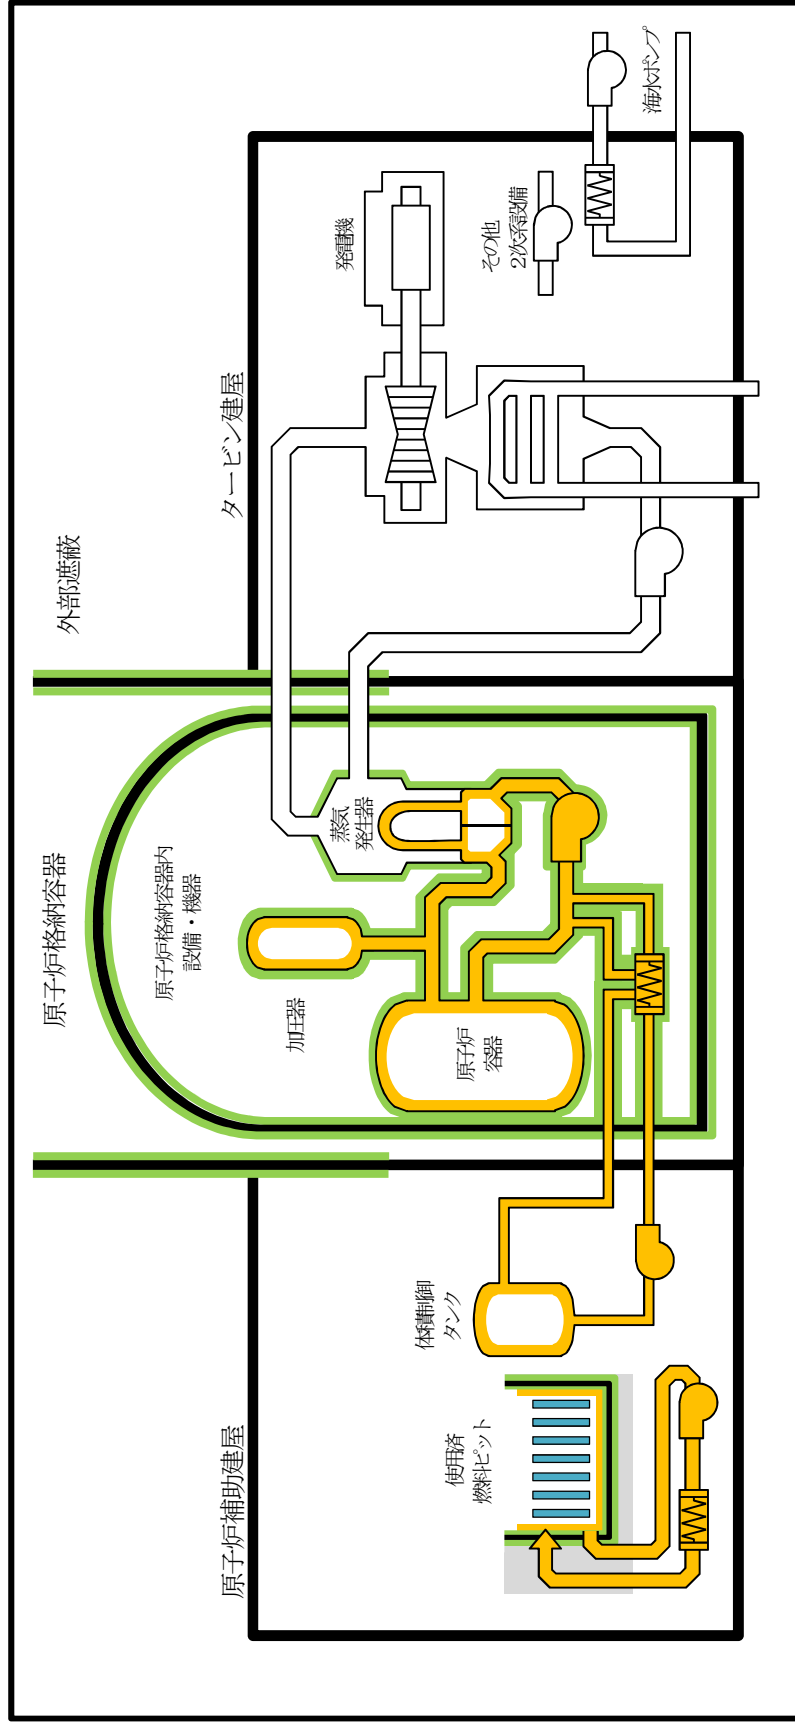 原子炉格納容器
外部遮蔽
原子炉補助建屋
タービン建屋
原子炉格納容器内
設備・機器
加圧器
蒸気
発生器
原子炉
容器
体積制御
タンク
使用済
燃料ピット
発電機
その他
２次系設備
海水ポンプ